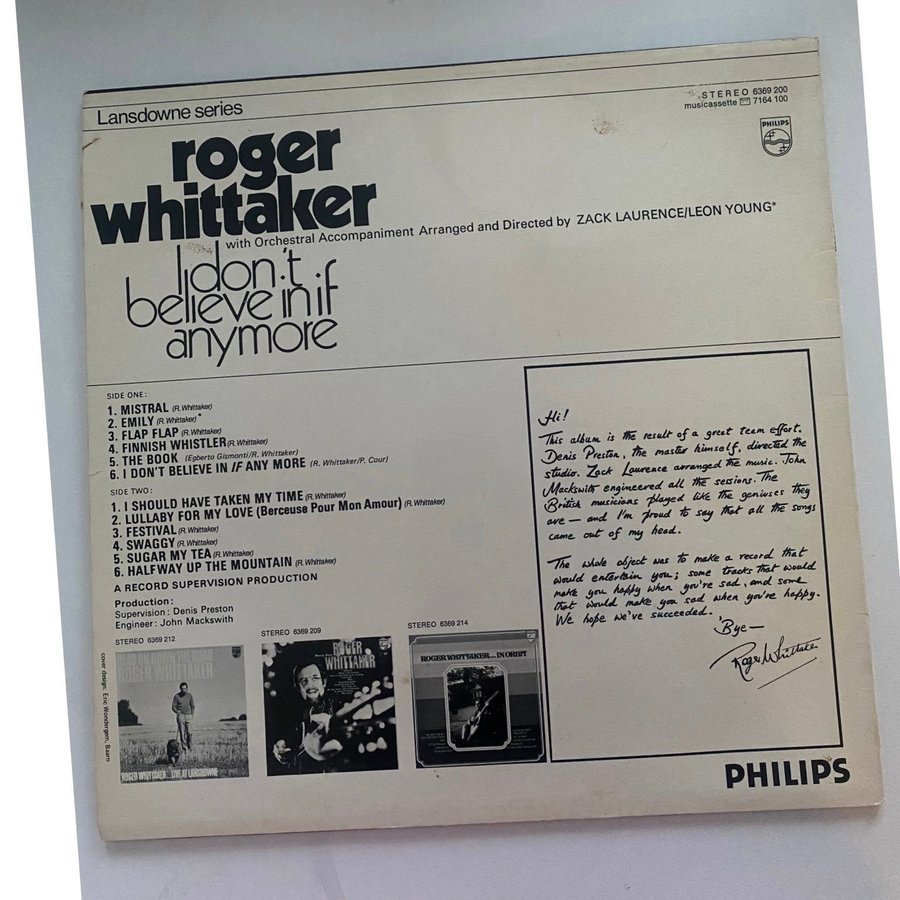 Lansdowne series
STEREO 6369 200
musicassette 7164 100
PHILIPS
roger
whittaker
with Orchestral Accompaniment Arranged and Directed by ZACK LAURENCE/LEON YOUNG*
I don't
believe in if
anymore
SIDE ONE:
1. MISTRAL (R. Whittaker)
2. EMILY (R. Whittaker)*
3. FLAP FLAP (R. Whittaker)
4. FINNISH WHISTLER (R. Whittaker)
5. THE BOOK (Egberto Gismonti/R. Whittaker)
6. I DON'T BELIEVE IN IF ANY MORE (R. Whittaker/P. Cour)
SIDE TWO:
1. I SHOULD HAVE TAKEN MY TIME (R. Whittaker)
2. LULLABY FOR MY LOVE (Berceuse Pour Mon Amour) (R. Whittaker)
3. FESTIVAL (R. Whittaker)
4. SWAGGY (R. Whittaker)
5. SUGAR MY TEA (R. Whittaker)
6. HALFWAY UP THE MOUNTAIN (R. Whittaker)
A RECORD SUPERVISION PRODUCTION
Production:
Supervision: Denis Preston
Engineer: John Mackswith
Hi!
This album is the result of a great team effort.
Denis Preston, the master himself, directed the
studio. Zack Laurence arranged the music. John
Mackswith engineered all the sessions. The
British musicians played like the geniuses they
are — and I'm proud to say that all the songs
came out of my head.
The whole object was to make a record that
would entertain you; some tracks that would
make you happy when you're sad, and some
that would make you sad when you're happy.
We hope we've succeeded.
'Bye —
Roger Whittaker
STEREO 6369 212
STEREO 6369 209
STEREO 6369 214
ROGER WHITTAKER
ROGER WHITTAKER...LIVE AT LANSDOWNE
ROGER
WHITTAKER
ROGER WHITTAKER... IN ORBIT
cover design: Eric Wondergem, Baarn
PHILIPS